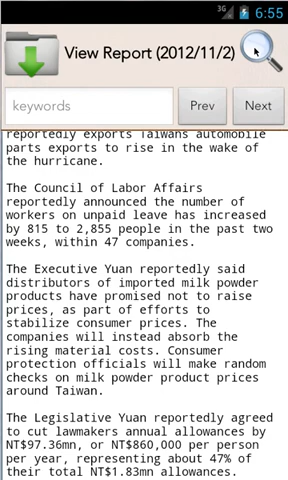 3G 6:55
View Report (2012/11/2)
keywords Prev Next
reportedly exports Taiwans automobile
parts exports to rise in the wake of
the hurricane.
The Council of Labor Affairs
reportedly announced the number of
workers on unpaid leave has increased
by 815 to 2,855 people in the past two
weeks, within 47 companies.
The Executive Yuan reportedly said
distributors of imported milk powder
products have promised not to raise
prices, as part of efforts to
stabilize consumer prices. The
companies will instead absorb the
rising material costs. Consumer
protection officials will make random
checks on milk powder product prices
around Taiwan.
The Legislative Yuan reportedly agreed
to cut lawmakers annual allowances by
NT$97.36mn, or NT$860,000 per person
per year, representing about 47% of
their total NT$1.83mn allowances.